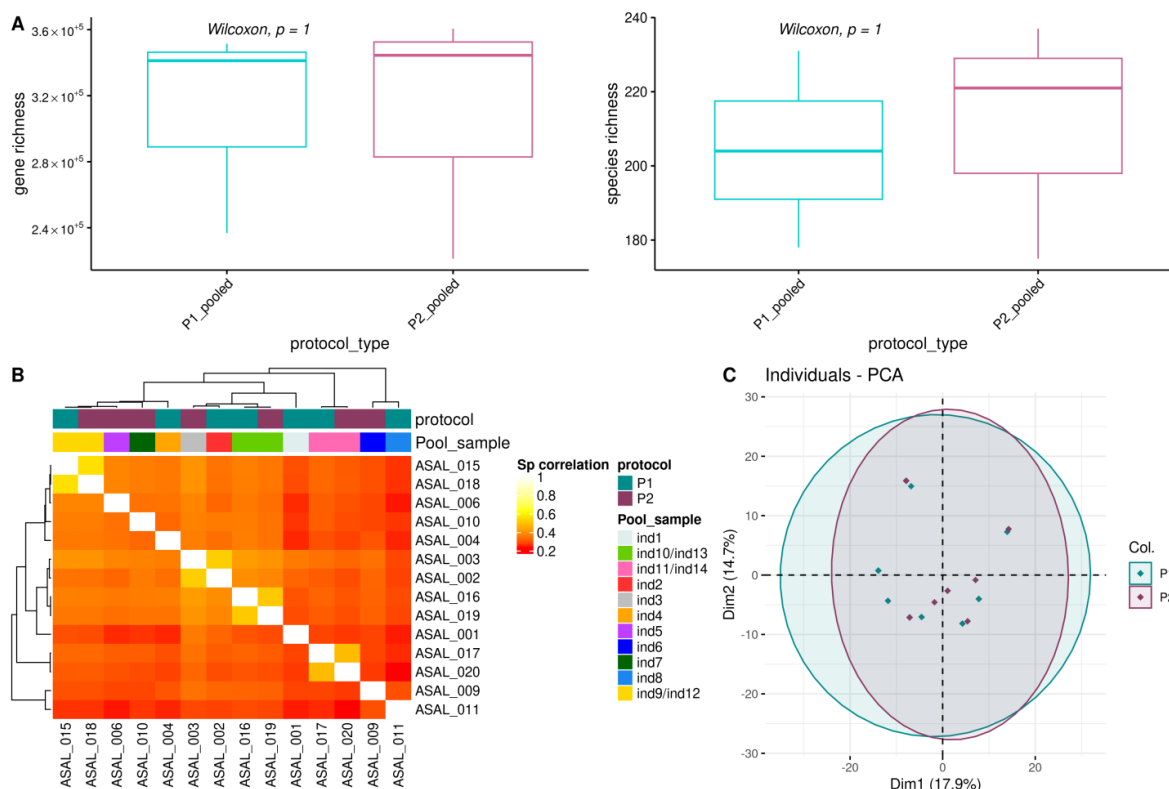 A
Wilcoxon, p = 1
3.6×10⁺⁵
3.2×10⁺⁵
2.8×10⁺⁵
2.4×10⁺⁵
gene richness
P1_pooled
P2_pooled
protocol_type
Wilcoxon, p = 1
240
220
200
180
species richness
P1_pooled
P2_pooled
protocol_type
B
protocol
Pool_sample
ASAL_015
ASAL_018
ASAL_006
ASAL_010
ASAL_004
ASAL_003
ASAL_002
ASAL_016
ASAL_019
ASAL_001
ASAL_017
ASAL_020
ASAL_009
ASAL_011
ASAL_015
ASAL_018
ASAL_006
ASAL_010
ASAL_004
ASAL_003
ASAL_002
ASAL_016
ASAL_019
ASAL_001
ASAL_017
ASAL_020
ASAL_009
ASAL_011
Sp correlation
1
0.8
0.6
0.4
0.2
protocol
P1
P2
Pool_sample
ind1
ind10/ind13
ind11/ind14
ind2
ind3
ind4
ind5
ind6
ind7
ind8
ind9/ind12
C
Individuals - PCA
30
20
10
0
-10
-20
-30
Dim2 (14.7%)
-20
0
20
Dim1 (17.9%)
Col.
P